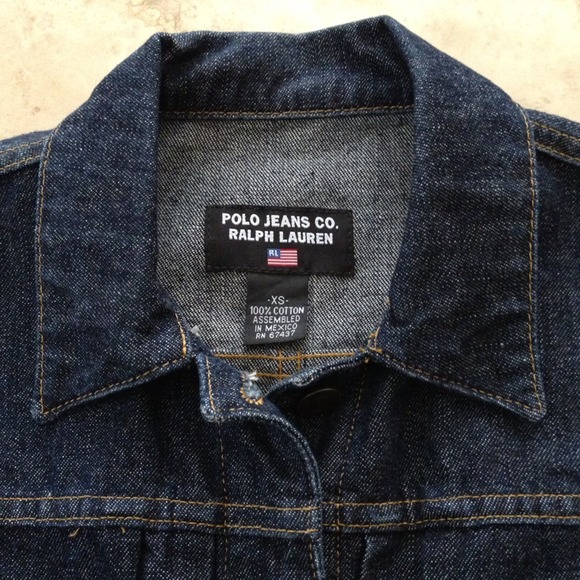 POLO JEANS CO.
RALPH LAUREN
RL
-XS-
100% COTTON
ASSEMBLED
IN MEXICO
RN 67437